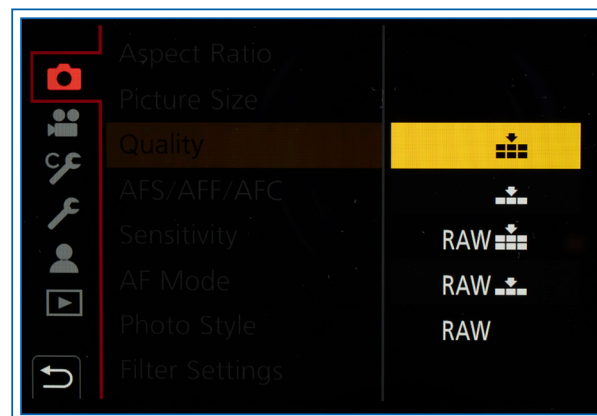 Aspect Ratio
Picture Size
Quality
AFS/AFF/AFC
Sensitivity
AF Mode
Photo Style
Filter Settings
C
RAW
RAW
RAW